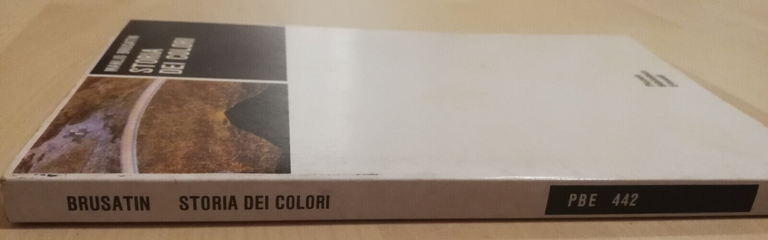 MANLIO BRUSATIN
STORIA
DEI COLORI
BRUSATIN STORIA DEI COLORI PBE 442